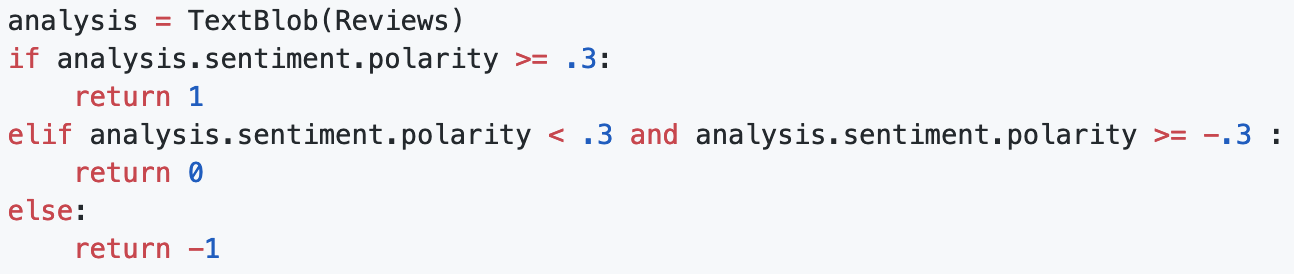 analysis = TextBlob(Reviews)
if analysis.sentiment.polarity >= .3:
    return 1
elif analysis.sentiment.polarity < .3 and analysis.sentiment.polarity >= -.3 :
    return 0
else:
    return -1